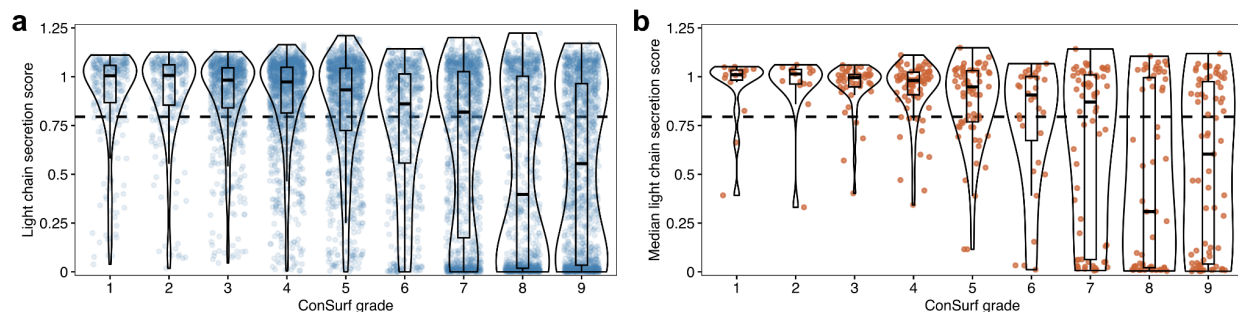 a
Light chain secretion score
1.25
1
0.75
0.5
0.25
0
1 2 3 4 5 6 7 8 9
ConSurf grade
b
Median light chain secretion score
1.25
1
0.75
0.5
0.25
0
1 2 3 4 5 6 7 8 9
ConSurf grade